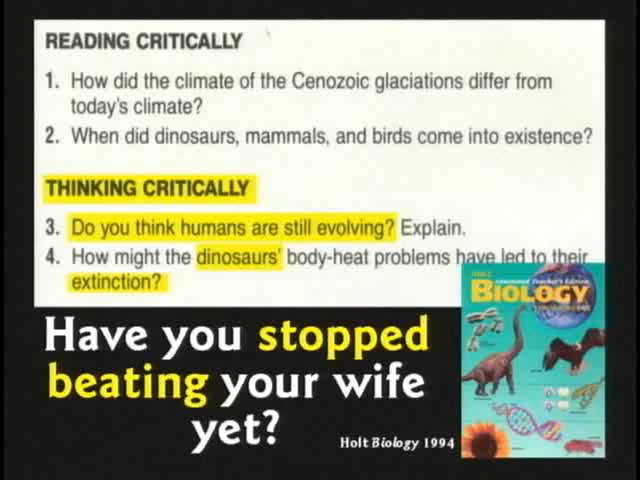 READING CRITICALLY
1. How did the climate of the Cenozoic glaciations differ from
today's climate?
2. When did dinosaurs, mammals, and birds come into existence?
THINKING CRITICALLY
3. Do you think humans are still evolving? Explain.
4. How might the dinosaurs' body-heat problems have led to their
extinction?
Annotated Teacher's Edition
BIOLOGY
Have you stopped
beating your wife
yet?
Holt Biology 1994